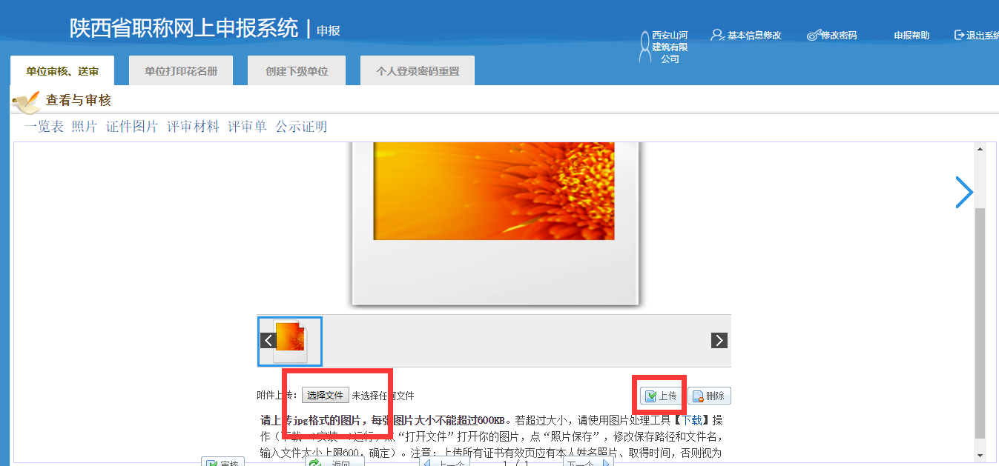 陕西省职称网上申报系统 | 申报
西安山河
建筑有限
公司
基本信息修改
修改密码
申报帮助
退出系统
单位审核、送审
单位打印花名册
创建下级单位
个人登录密码重置
查看与审核
一览表 照片 证件图片 评审材料 评审单 公示证明
附件上传: 选择文件 未选择任何文件
上传
删除
请上传jpg格式的图片，每张图片大小不能超过600KB。若超过大小，请使用图片处理工具【下载】操
作（下载-->安装-->运行，点“打开文件”打开你的图片，点“照片保存”，修改保存路径和文件名，
输入文件大小上限600，确定）。注意：上传所有证书有效页应有本人姓名照片、取得时间，否则视为
审核
返回
上一个
1 / 1
下一个